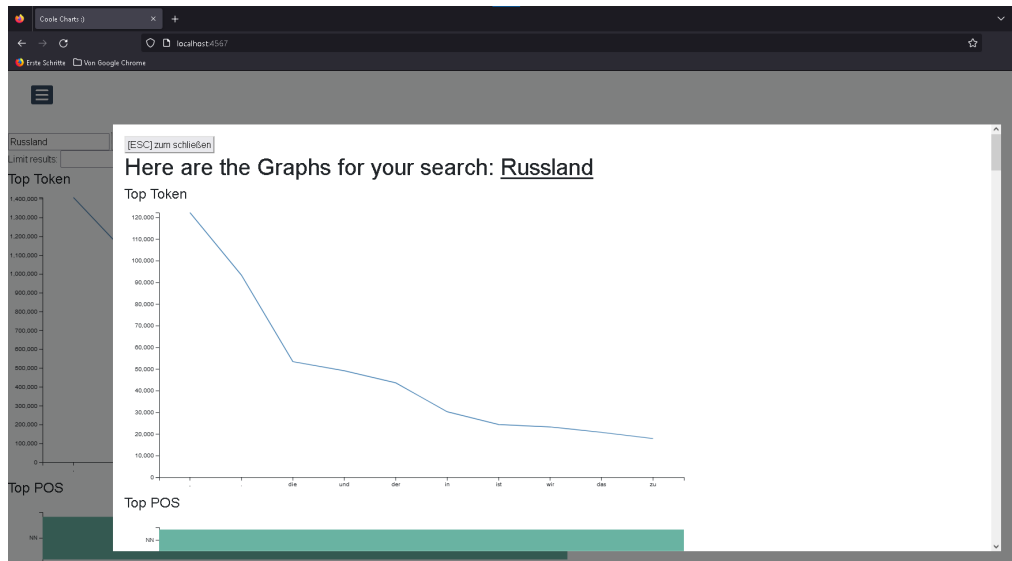 Coole Charts :)
localhost:4567
Erste Schritte
Von Google Chrome
Russland
Limit results:
Top Token
1,400,000
1,300,000
1,200,000
1,100,000
1,000,000
900,000
800,000
700,000
600,000
500,000
400,000
300,000
200,000
100,000
0
Top POS
NN
[ESC] zum schließen
Here are the Graphs for your search: Russland
Top Token
120,000
110,000
100,000
90,000
80,000
70,000
60,000
50,000
40,000
30,000
20,000
10,000
0
, . die und der in ist wir das zu
Top POS
NN